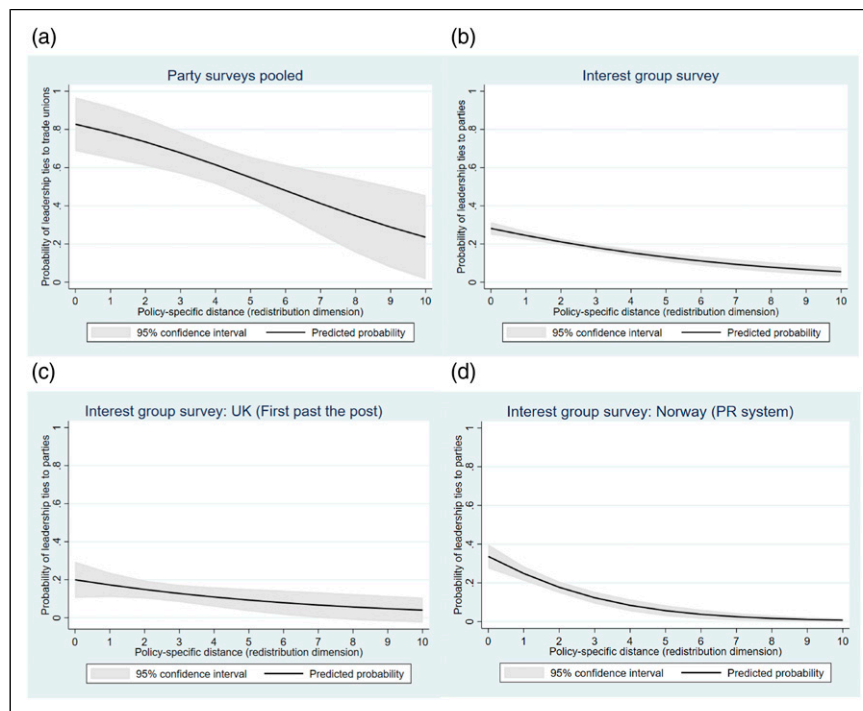 (a)
Party surveys pooled
Probability of leadership ties to trade unions
0 .2 .4 .6 .8 1
0 1 2 3 4 5 6 7 8 9 10
Policy-specific distance (redistribution dimension)
95% confidence interval Predicted probability
(b)
Interest group survey
Probability of leadership ties to parties
0 .2 .4 .6 .8 1
0 1 2 3 4 5 6 7 8 9 10
Policy-specific distance (redistribution dimension)
95% confidence interval Predicted probability
(c)
Interest group survey: UK (First past the post)
Probability of leadership ties to parties
0 .2 .4 .6 .8 1
0 1 2 3 4 5 6 7 8 9 10
Policy-specific distance (redistribution dimension)
95% confidence interval Predicted probability
(d)
Interest group survey: Norway (PR system)
Probability of leadership ties to parties
0 .2 .4 .6 .8 1
0 1 2 3 4 5 6 7 8 9 10
Policy-specific distance (redistribution dimension)
95% confidence interval Predicted probability